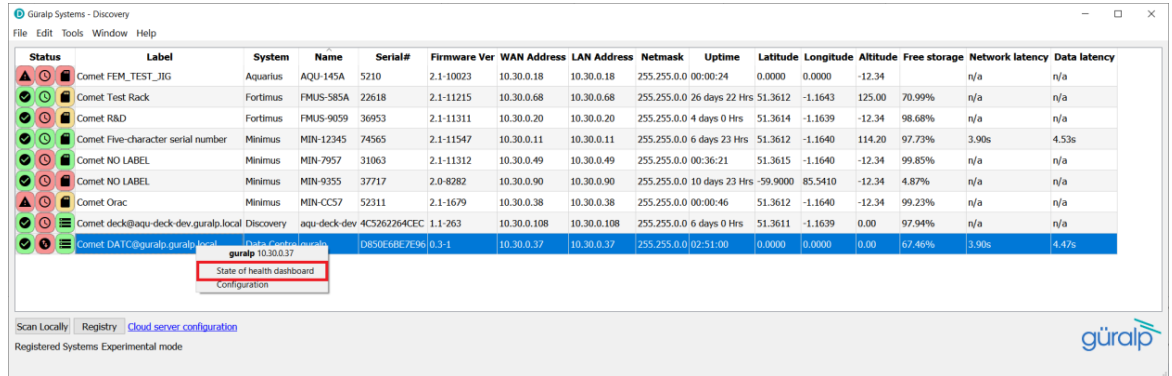 Güralp Systems - Discovery
File Edit Tools Window Help
Status Label System Name Serial# Firmware Ver WAN Address LAN Address Netmask Uptime Latitude Longitude Altitude Free storage Network latency Data latency
Comet FEM_TEST_JIG Aquarius AQU-145A 5210 2.1-10023 10.30.0.18 10.30.0.18 255.255.0.0 00:00:24 0.0000 0.0000 -12.34 n/a n/a
Comet Test Rack Fortimus FMUS-585A 22618 2.1-11215 10.30.0.68 10.30.0.68 255.255.0.0 26 days 22 Hrs 51.3612 -1.1643 125.00 70.99% n/a n/a
Comet R&D Fortimus FMUS-9059 36953 2.1-11311 10.30.0.20 10.30.0.20 255.255.0.0 4 days 0 Hrs 51.3614 -1.1639 -12.34 98.68% n/a n/a
Comet Five-character serial number Minimus MIN-12345 74565 2.1-11547 10.30.0.11 10.30.0.11 255.255.0.0 6 days 23 Hrs 51.3612 -1.1640 114.20 97.73% 3.90s 4.53s
Comet NO LABEL Minimus MIN-7957 31063 2.1-11312 10.30.0.49 10.30.0.49 255.255.0.0 00:36:21 51.3615 -1.1640 -12.34 99.85% n/a n/a
Comet NO LABEL Minimus MIN-9355 37717 2.0-8282 10.30.0.90 10.30.0.90 255.255.0.0 10 days 23 Hrs -59.9000 85.5410 -12.34 4.87% n/a n/a
Comet Orac Minimus MIN-CC57 52311 2.1-1679 10.30.0.38 10.30.0.38 255.255.0.0 00:00:46 51.3612 -1.1640 -12.34 99.23% n/a n/a
Comet deck@aqu-deck-dev.guralp.local Discovery aqu-deck-dev 4C5262264CEC 1.1-263 10.30.0.108 10.30.0.108 255.255.0.0 6 days 0 Hrs 51.3611 -1.1639 0.00 97.94% n/a n/a
Comet DATC@guralp.guralp.local Data Centre guralp D850E6BE7E96 0.3-1 10.30.0.37 10.30.0.37 255.255.0.0 02:51:00 0.0000 0.0000 0.00 67.46% 3.90s 4.47s
guralp 10.30.0.37
State of health dashboard
Configuration
Scan Locally Registry Cloud server configuration
Registered Systems Experimental mode
güralp